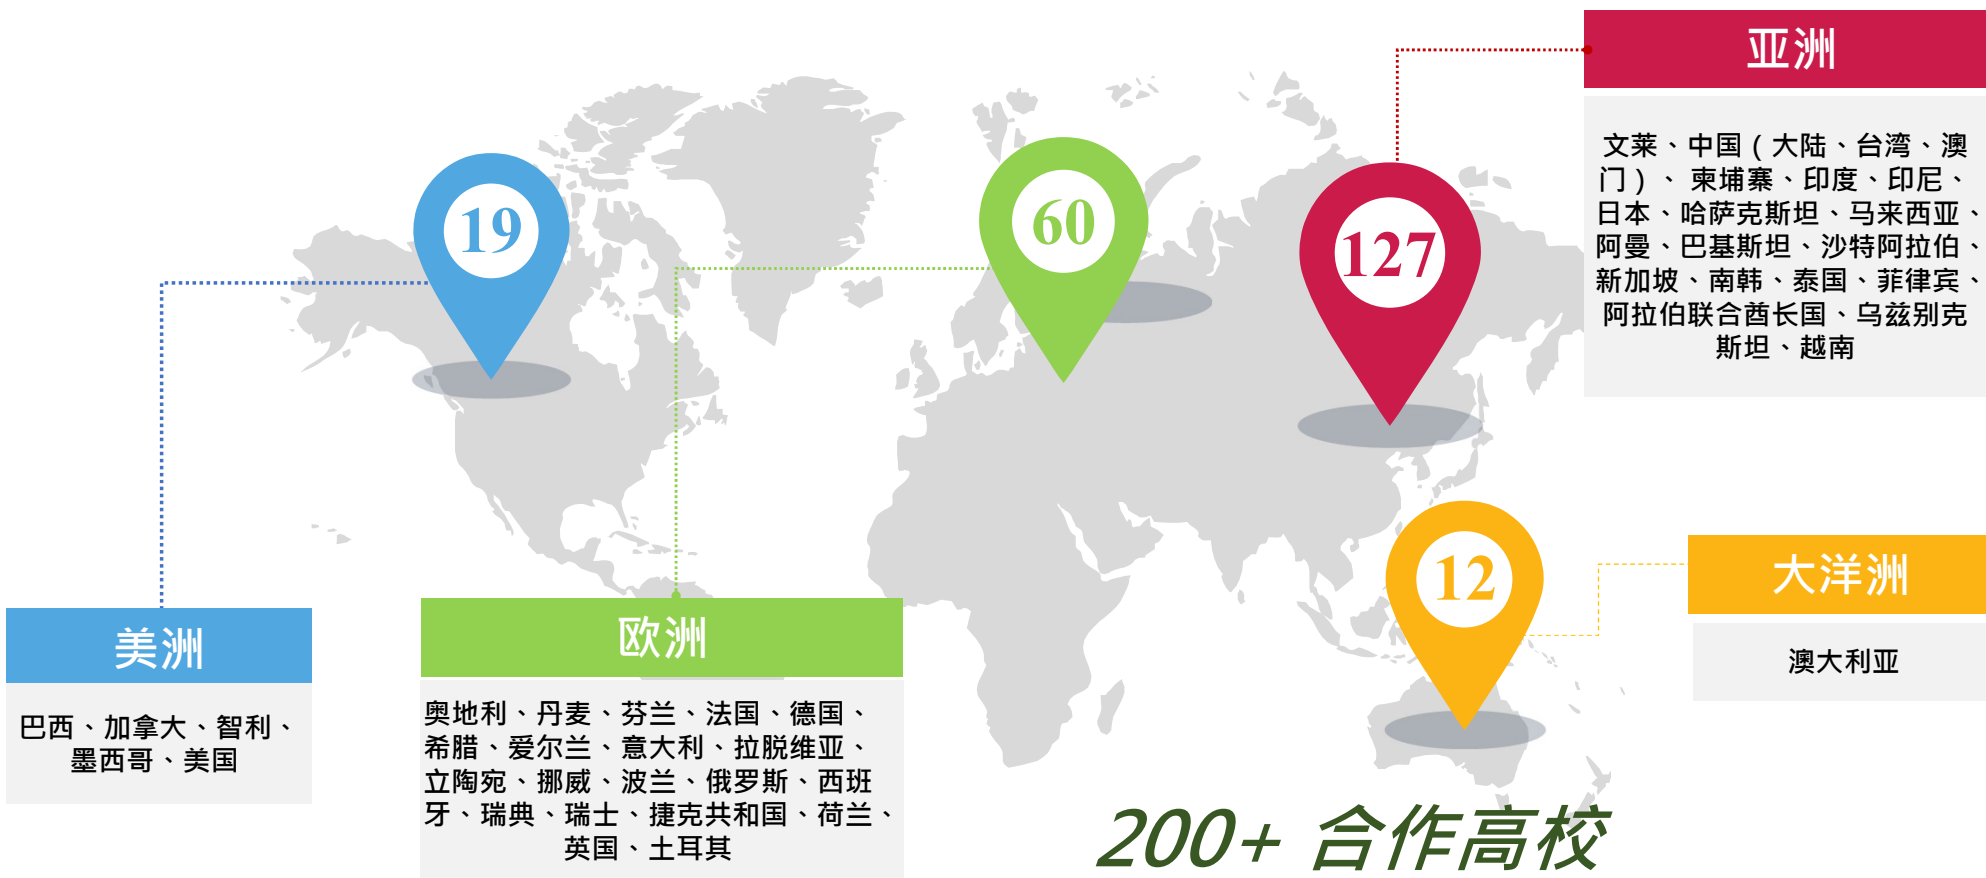 亚洲
文莱、中国（大陆、台湾、澳
门）、 柬埔寨、印度、印尼、
日本、哈萨克斯坦、马来西亚、
阿曼、巴基斯坦、沙特阿拉伯、
新加坡、南韩、泰国、菲律宾、
阿拉伯联合酋长国、乌兹别克
斯坦、越南
19
60
127
12
大洋洲
澳大利亚
美洲
巴西、加拿大、智利、
墨西哥、美国
欧洲
奥地利、丹麦、芬兰、法国、德国、
希腊、爱尔兰、意大利、拉脱维亚、
立陶宛、挪威、波兰、俄罗斯、西班
牙、瑞典、瑞士、捷克共和国、荷兰、
英国、土耳其
200+ 合作高校